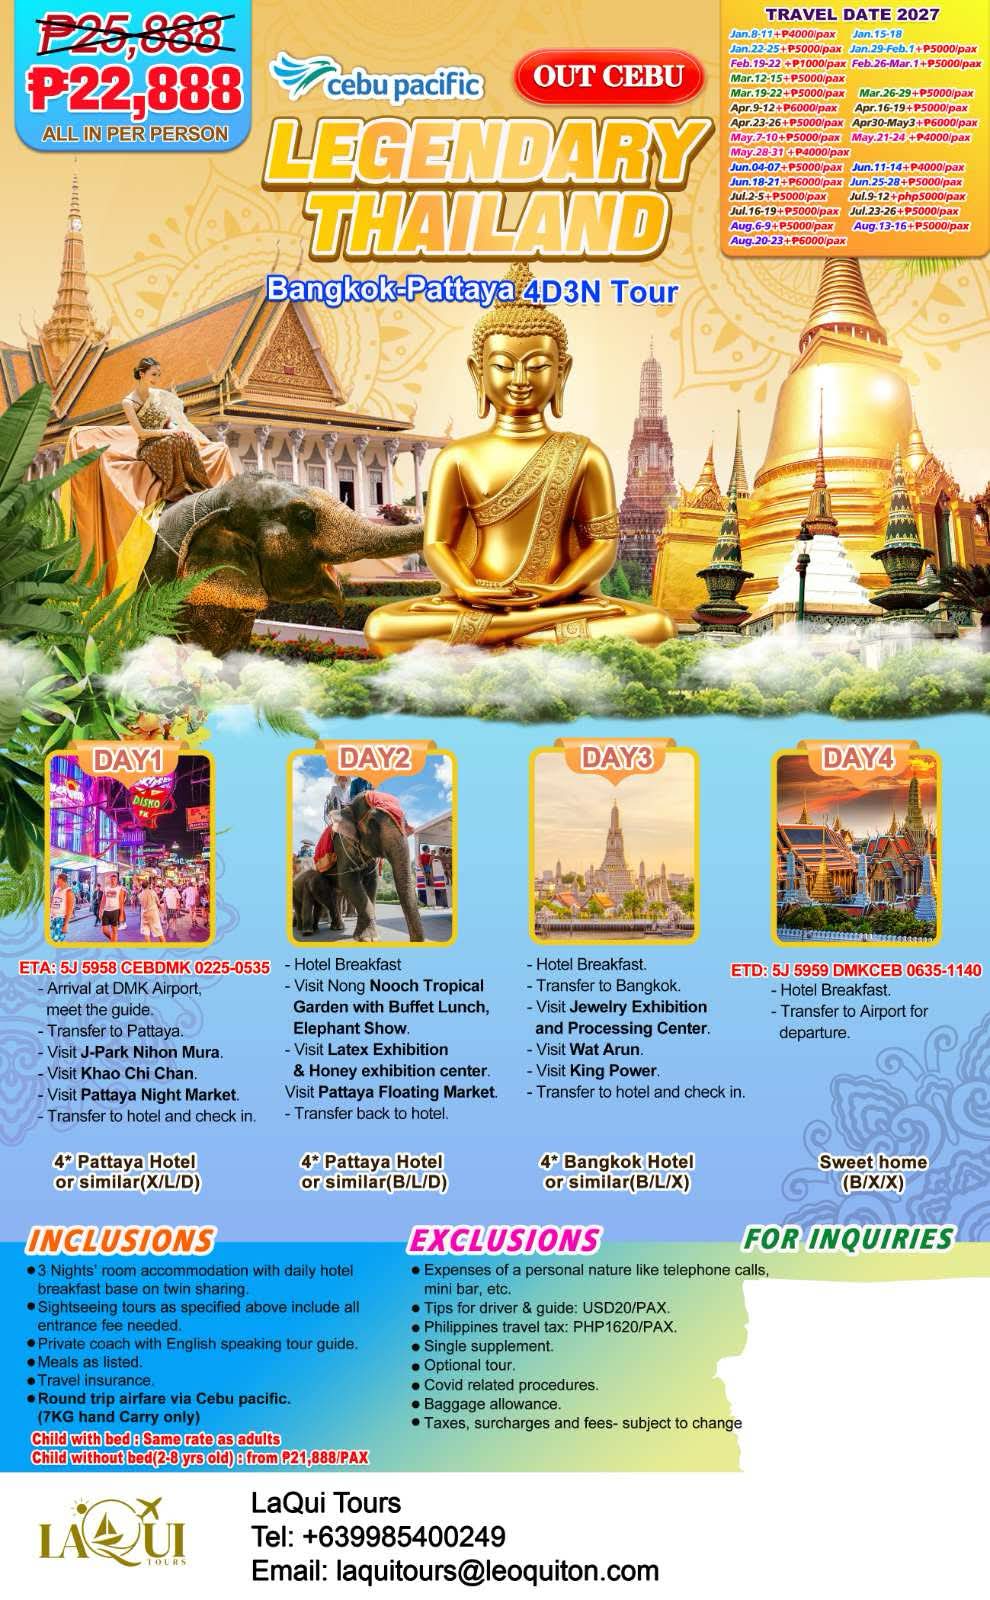 ₱25,888
₱22,888
ALL IN PER PERSON
cebu pacific
OUT CEBU
LEGENDARY
THAILAND
Bangkok-Pattaya 4D3N Tour
TRAVEL DATE 2027
Jan.8-11+₱4000/pax Jan.15-18
Jan.22-25+₱5000/pax Jan.29-Feb.1+₱5000/pax
Feb.19-22 +₱1000/pax Feb.26-Mar.1+₱5000/pax
Mar.12-15+₱5000/pax
Mar.19-22+₱5000/pax Mar.26-29+₱5000/pax
Apr.9-12+₱6000/pax Apr.16-19+₱5000/pax
Apr.23-26+₱5000/pax Apr30-May3+₱6000/pax
May.7-10+₱5000/pax May.21-24 +₱4000/pax
May.28-31 +₱4000/pax
Jun.04-07+₱5000/pax Jun.11-14+₱4000/pax
Jun.18-21+₱6000/pax Jun.25-28+₱5000/pax
Jul.2-5+₱5000/pax Jul.9-12+php5000/pax
Jul.16-19+₱5000/pax Jul.23-26+₱5000/pax
Aug.6-9+₱5000/pax Aug.13-16+₱5000/pax
Aug.20-23+₱6000/pax
DAY1
DISKO
ETA: 5J 5958 CEBDMK 0225-0535
- Arrival at DMK Airport,
meet the guide.
- Transfer to Pattaya.
- Visit J-Park Nihon Mura.
- Visit Khao Chi Chan.
- Visit Pattaya Night Market.
- Transfer to hotel and check in.
4* Pattaya Hotel
or similar(X/L/D)
DAY2
- Hotel Breakfast
- Visit Nong Nooch Tropical
Garden with Buffet Lunch,
Elephant Show.
- Visit Latex Exhibition
& Honey exhibition center.
Visit Pattaya Floating Market.
- Transfer back to hotel.
4* Pattaya Hotel
or similar(B/L/D)
DAY3
- Hotel Breakfast.
- Transfer to Bangkok.
- Visit Jewelry Exhibition
and Processing Center.
- Visit Wat Arun.
- Visit King Power.
- Transfer to hotel and check in.
4* Bangkok Hotel
or similar(B/L/X)
DAY4
ETD: 5J 5959 DMKCEB 0635-1140
- Hotel Breakfast.
- Transfer to Airport for
departure.
Sweet home
(B/X/X)
INCLUSIONS
● 3 Nights' room accommodation with daily hotel
breakfast base on twin sharing.
● Sightseeing tours as specified above include all
entrance fee needed.
● Private coach with English speaking tour guide.
● Meals as listed.
● Travel insurance.
● Round trip airfare via Cebu pacific.
(7KG hand Carry only)
Child with bed : Same rate as adults
Child without bed(2-8 yrs old) : from ₱21,888/PAX
EXCLUSIONS
● Expenses of a personal nature like telephone calls,
mini bar, etc.
● Tips for driver & guide: USD20/PAX.
● Philippines travel tax: PHP1620/PAX.
● Single supplement.
● Optional tour.
● Covid related procedures.
● Baggage allowance.
● Taxes, surcharges and fees- subject to change
FOR INQUIRIES
LAQUI
TOURS
LaQui Tours
Tel: +639985400249
Email: laquitours@leoquiton.com